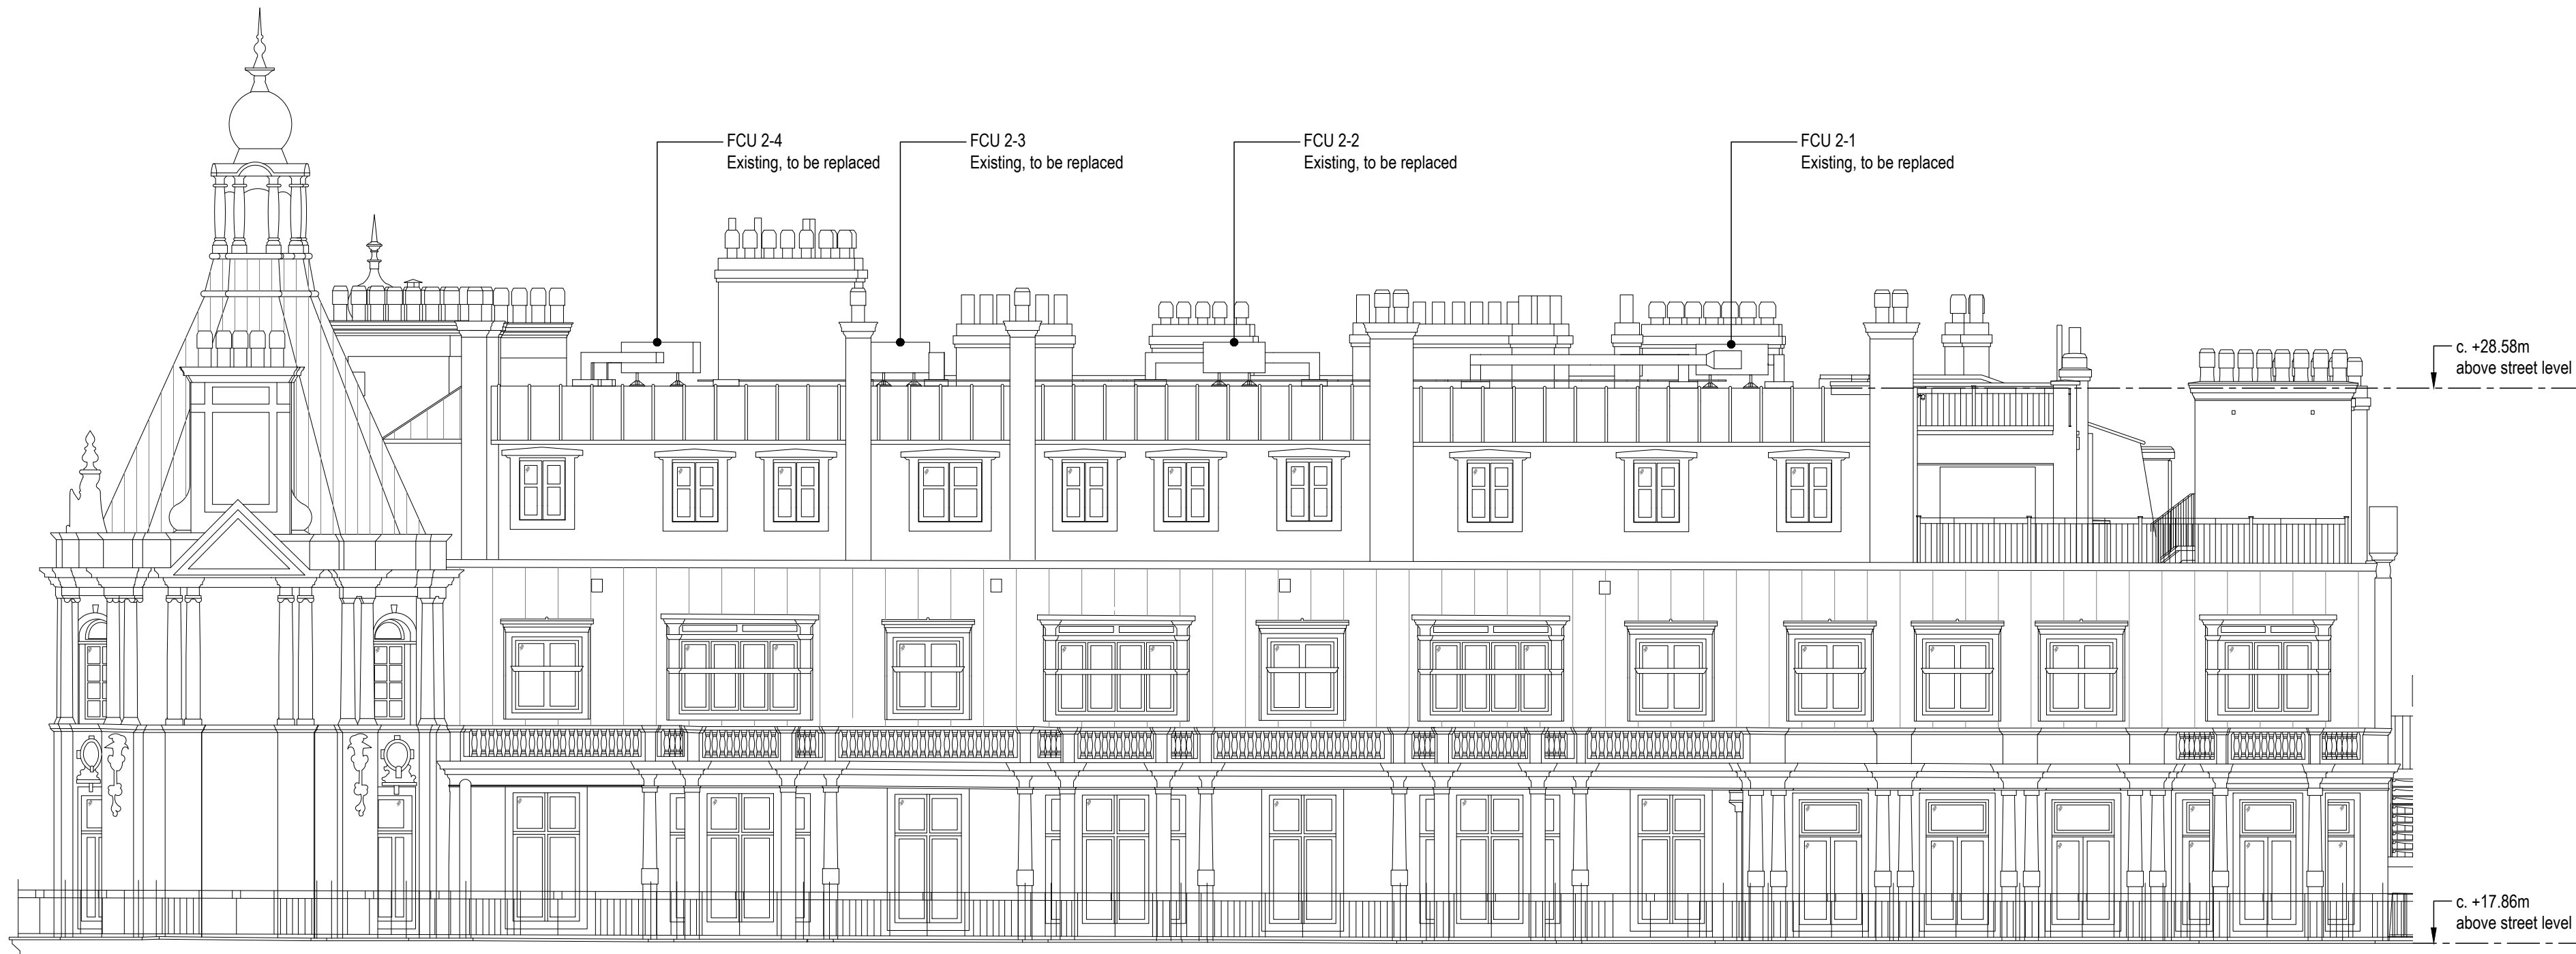 FCU 2-4
Existing, to be replaced
FCU 2-3
Existing, to be replaced
FCU 2-2
Existing, to be replaced
FCU 2-1
Existing, to be replaced
c. +28.58m
above street level
c. +17.86m
above street level